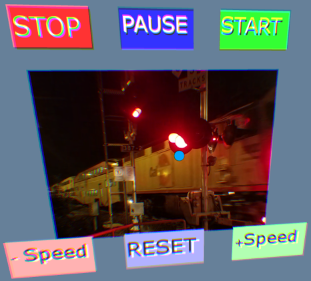 STOP
PAUSE
START
- Speed
RESET
+Speed